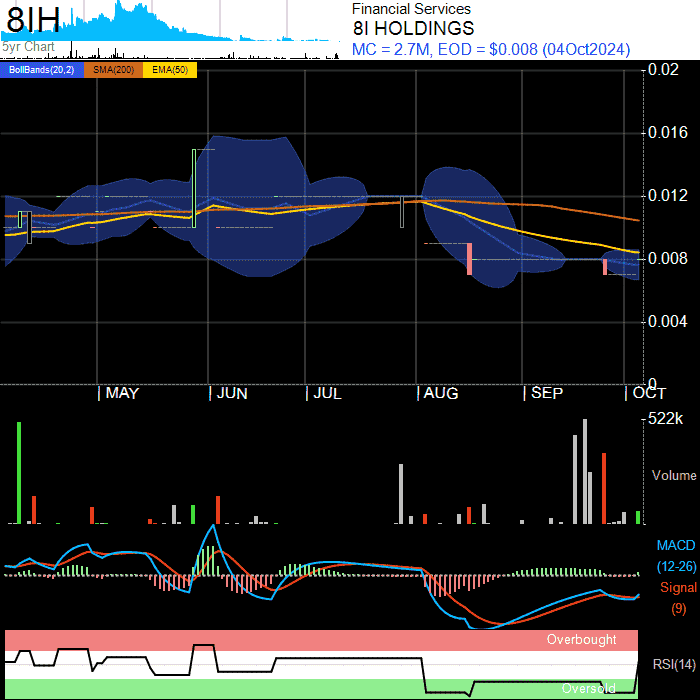 8IH
5yr Chart
Financial Services
8I HOLDINGS
MC = 2.7M, EOD = $0.008 (04Oct2024)
BollBands(20,2) SMA(200) EMA(50)
0.02
0.016
0.012
0.008
0.004
0
MAY JUN JUL AUG SEP OCT
522k
Volume
MACD
(12-26)
Signal
(9)
Overbought
RSI(14)
Oversold